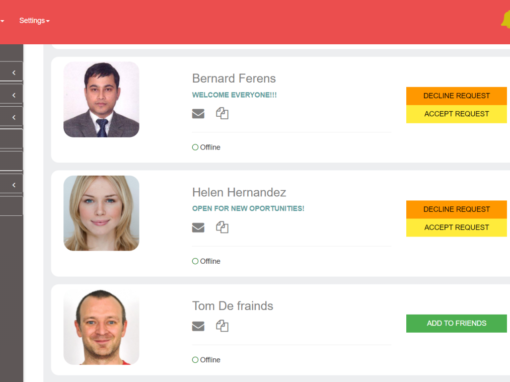 Settings
Bernard Ferens
WELCOME EVERYONE!!!
DECLINE REQUEST
ACCEPT REQUEST
Offline
Helen Hernandez
OPEN FOR NEW OPORTUNITIES!
DECLINE REQUEST
ACCEPT REQUEST
Offline
Tom De frainds
ADD TO FRIENDS
Offline